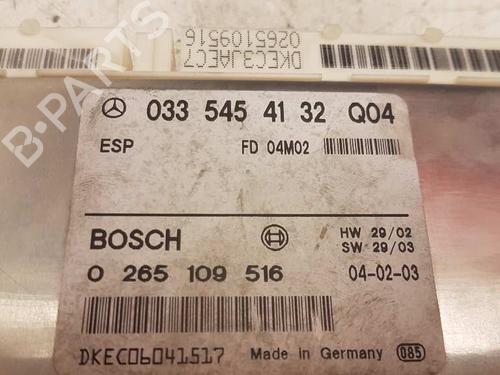 DKEC3JAEC7
0265109516
033 545 41 32 Q04
ESP FD 04M02
BOSCH HW 29/02
SW 29/03
0 265 109 516 04-02-03
DKEC06041517 Made in Germany 085
B-PARTS